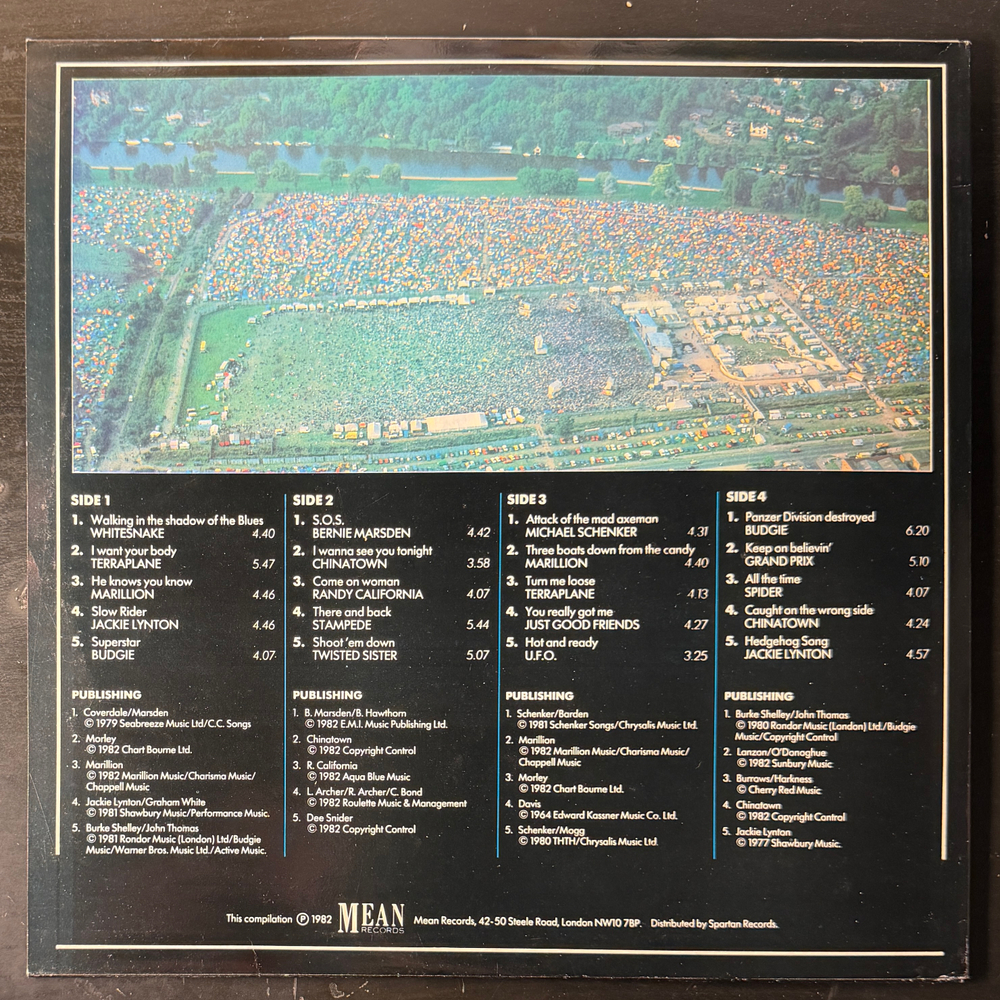 SIDE 1
1. Walking in the shadow of the Blues
WHITESNAKE 4.40
2. I want your body
TERRAPLANE 5.47
3. He knows you know
MARILLION 4.46
4. Slow Rider
JACKIE LYNTON 4.46
5. Superstar
BUDGIE 4.07
PUBLISHING
1. Coverdale/Marsden
© 1979 Seabreeze Music Ltd/C.C. Songs
2. Morley
© 1982 Chart Bourne Ltd.
3. Marillion
© 1982 Marillion Music/Charisma Music/
Chappell Music
4. Jackie Lynton/Graham White
© 1981 Shawbury Music/Performance Music.
5. Burke Shelley/John Thomas
© 1981 Rondor Music (London) Ltd/Budgie
Music/Warner Bros. Music Ltd./Active Music.
SIDE 2
1. S.O.S.
BERNIE MARSDEN 4.42
2. I wanna see you tonight
CHINATOWN 3.58
3. Come on woman
RANDY CALIFORNIA 4.07
4. There and back
STAMPEDE 5.44
5. Shoot 'em down
TWISTED SISTER 5.07
PUBLISHING
1. B. Marsden/B. Hawthorn
© 1982 E.M.I. Music Publishing Ltd.
2. Chinatown
© 1982 Copyright Control
3. R. California
© 1982 Aqua Blue Music
4. L. Archer/R. Archer/C. Bond
© 1982 Roulette Music & Management
5. Dee Snider
© 1982 Copyright Control
SIDE 3
1. Attack of the mad axeman
MICHAEL SCHENKER 4.31
2. Three boats down from the candy
MARILLION 4.40
3. Turn me loose
TERRAPLANE 4.13
4. You really got me
JUST GOOD FRIENDS 4.27
5. Hot and ready
U.F.O. 3.25
PUBLISHING
1. Schenker/Barden
© 1981 Schenker Songs/Chrysalis Music Ltd.
2. Marillion
© 1982 Marillion Music/Charisma Music/
Chappell Music
3. Morley
© 1982 Chart Bourne Ltd.
4. Davis
© 1964 Edward Kassner Music Co. Ltd.
5. Schenker/Mogg
© 1980 THTH/Chrysalis Music Ltd.
SIDE 4
1. Panzer Division destroyed
BUDGIE 6.20
2. Keep on believin'
GRAND PRIX 5.10
3. All the time
SPIDER 4.07
4. Caught on the wrong side
CHINATOWN 4.24
5. Hedgehog Song
JACKIE LYNTON 4.57
PUBLISHING
1. Burke Shelley/John Thomas
© 1980 Rondor Music (London) Ltd./Budgie
Music/Copyright Control
2. Lanzon/O'Donoghue
© 1982 Sunbury Music
3. Burrows/Harkness
© Cherry Red Music
4. Chinatown
© 1982 Copyright Control
5. Jackie Lynton
© 1977 Shawbury Music.
This compilation ℗ 1982 MEAN RECORDS Mean Records, 42-50 Steele Road, London NW10 7BP. Distributed by Spartan Records.